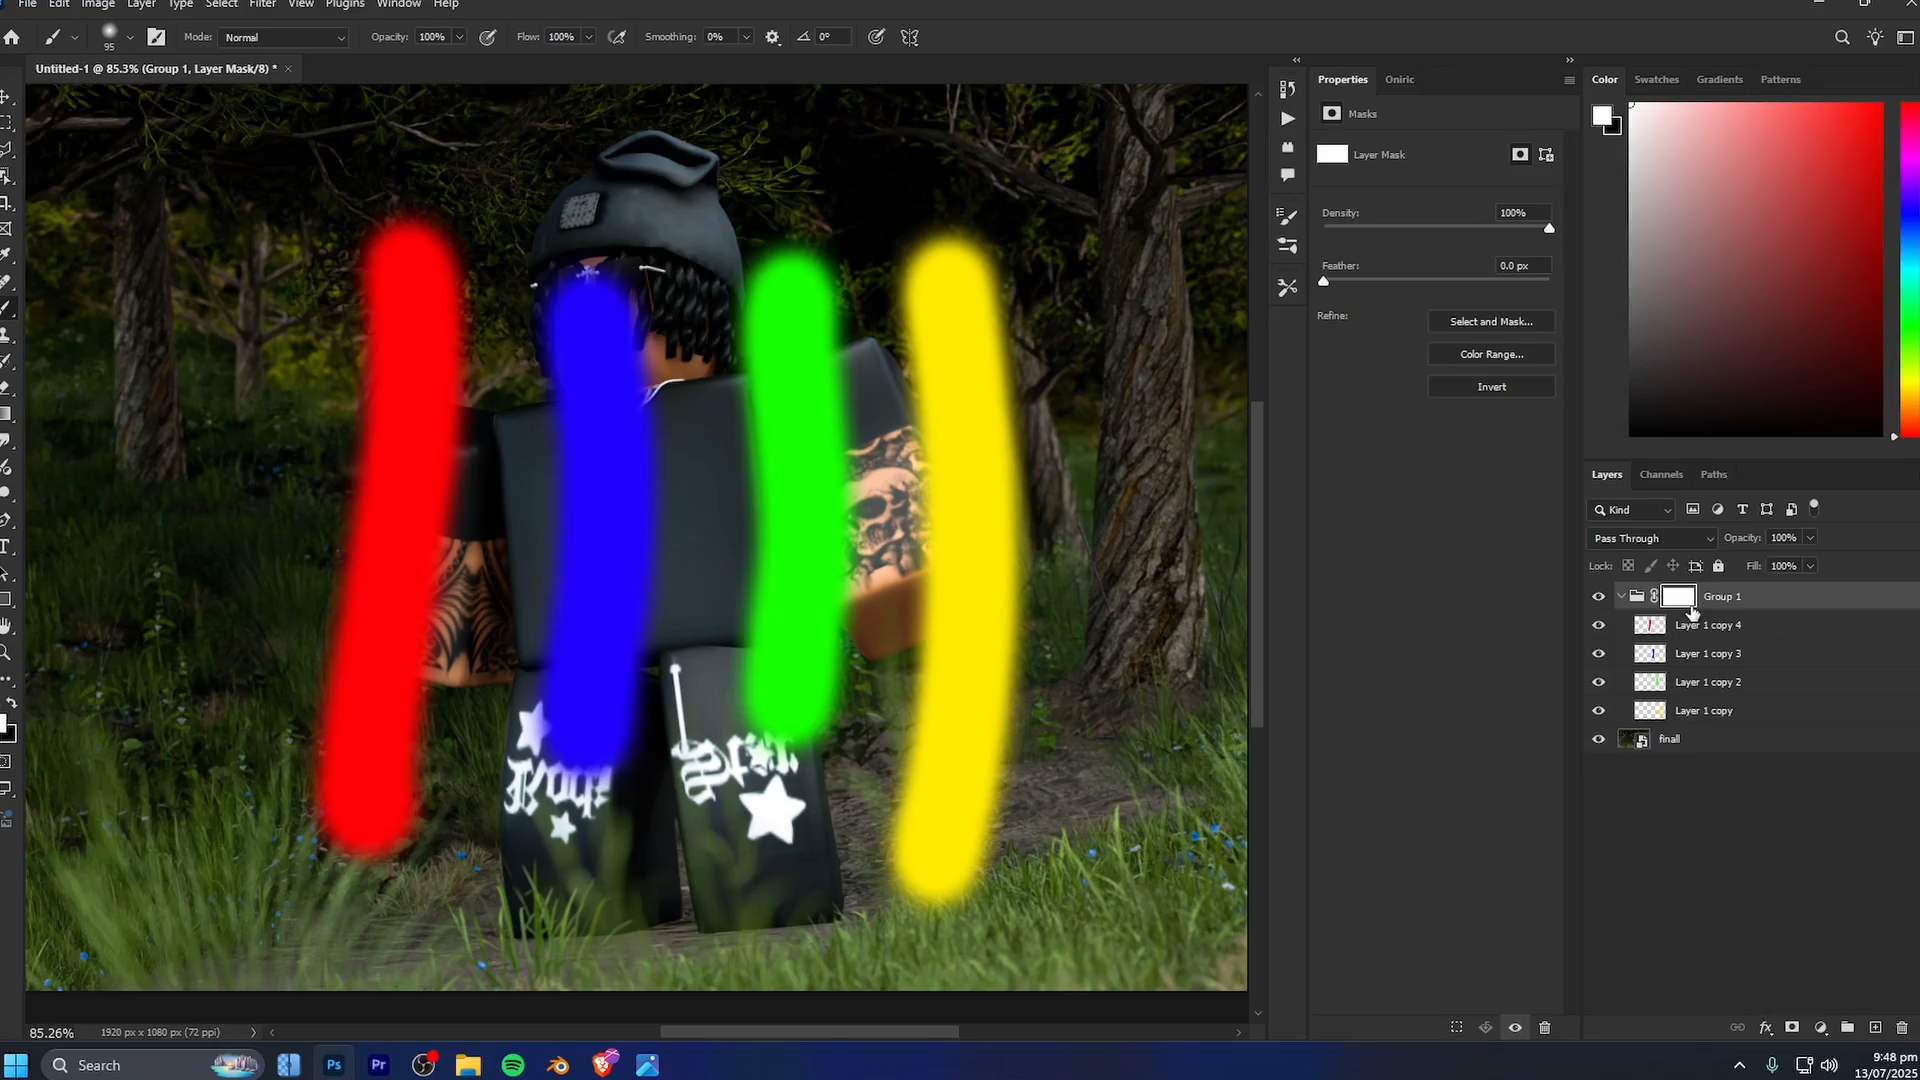 File Edit Image Layer Type Select Filter View Plugins Window Help
95 Mode: Normal Opacity: 100% Flow: 100% Smoothing: 0% 0°
Untitled-1 @ 85.3% (Group 1, Layer Mask/8) * ×
Properties Oniric
Masks
Layer Mask
Density: 100%
Feather: 0.0 px
Refine: Select and Mask...
Color Range...
Invert
Color Swatches Gradients Patterns
Layers Channels Paths
Kind
Pass Through Opacity: 100%
Lock: Fill: 100%
Group 1
Layer 1 copy 4
Layer 1 copy 3
Layer 1 copy 2
Layer 1 copy
finall
85.26% 1920 px x 1080 px (72 ppi)
Search Ps Pr
9:48 pm
13/07/2025